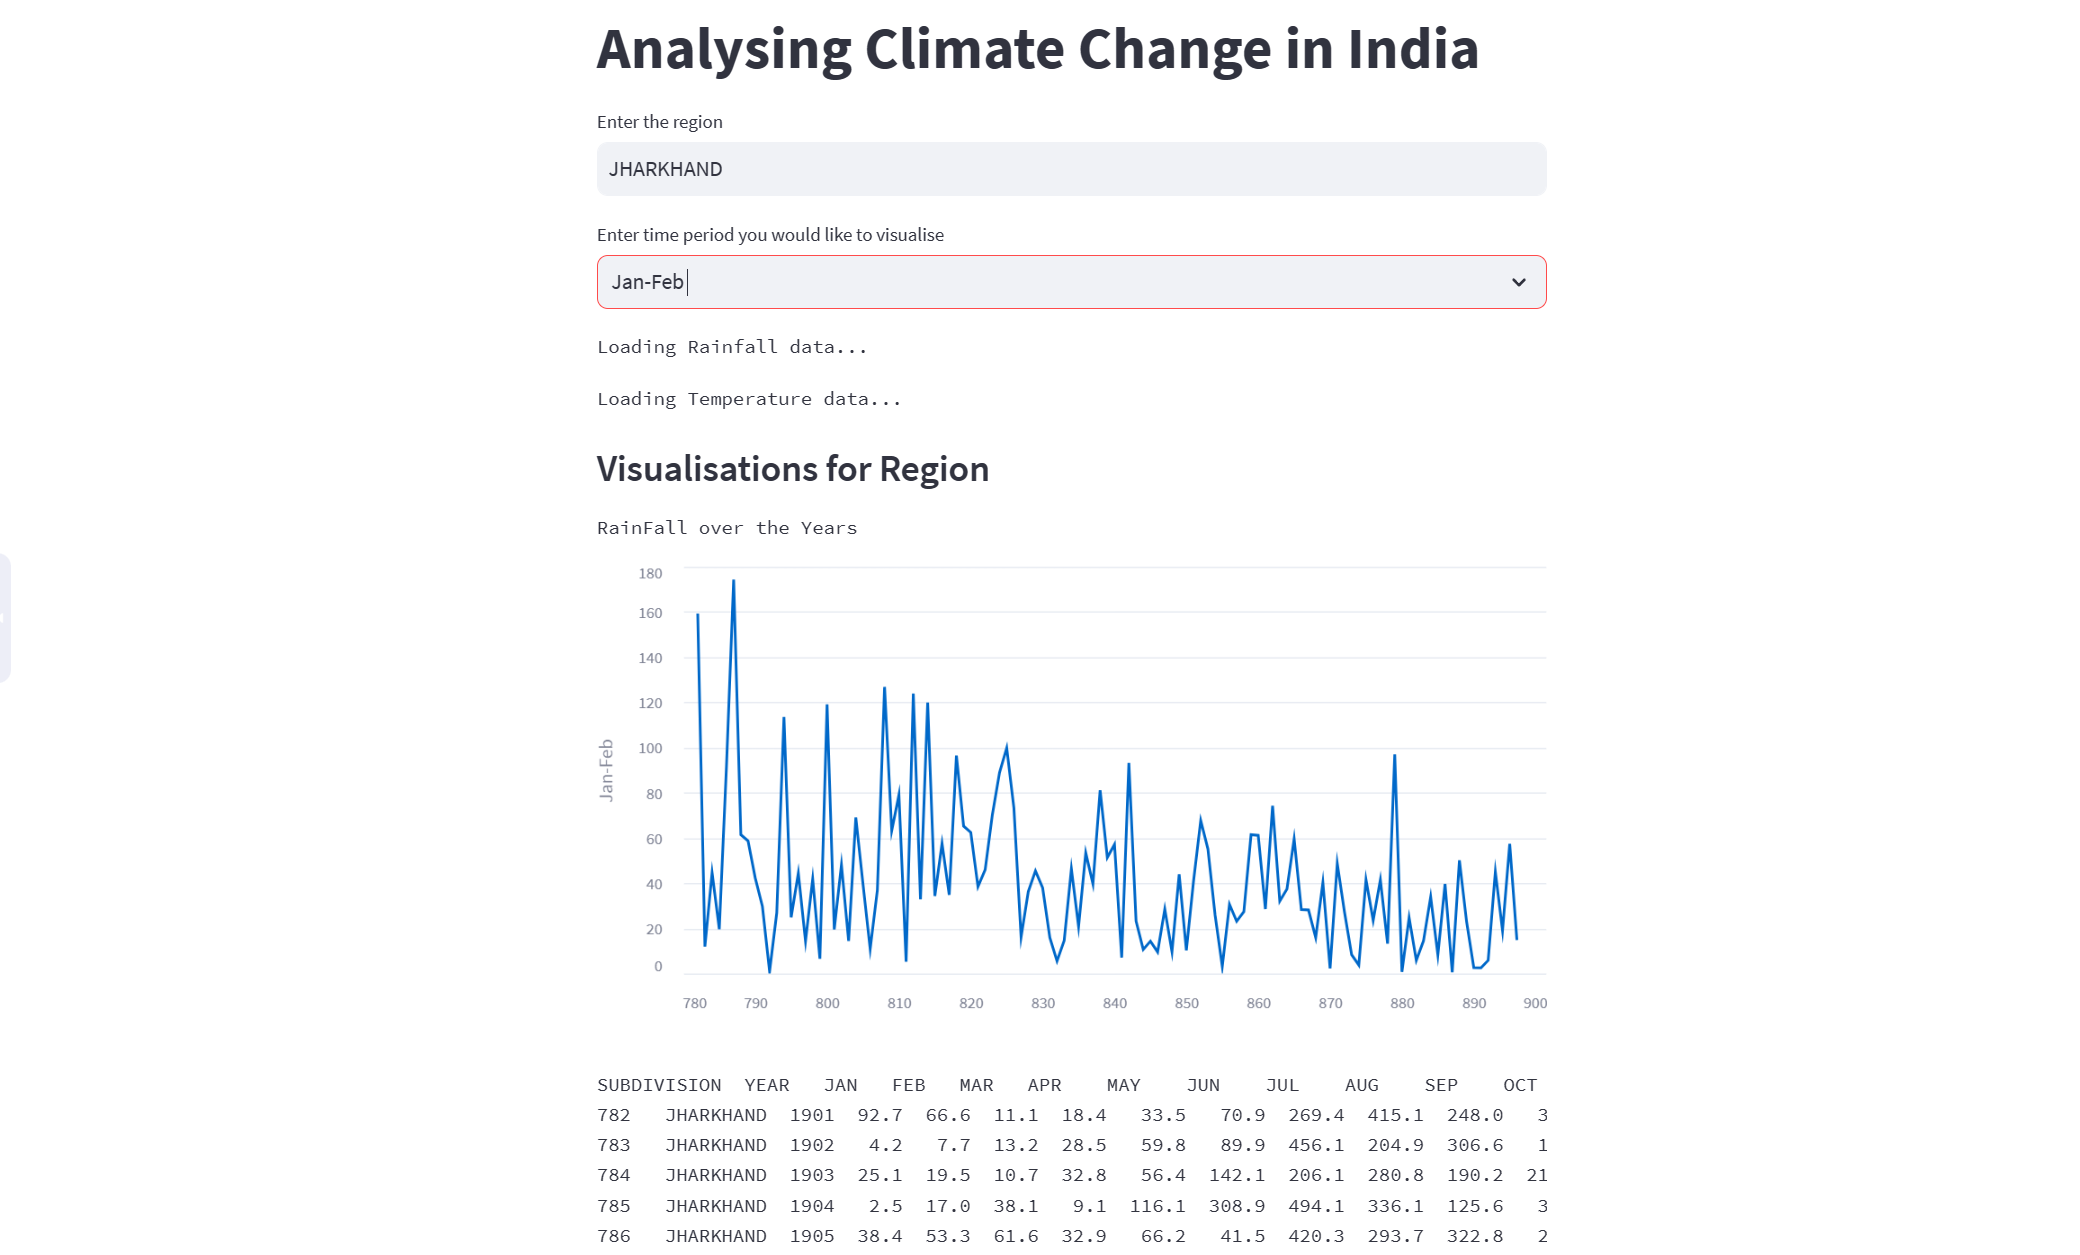 Analysing Climate Change in India
Enter the region
JHARKHAND
Enter time period you would like to visualise
Jan-Feb
Loading Rainfall data...
Loading Temperature data...
Visualisations for Region
RainFall over the Years
180
160
140
120
100
80
60
40
20
0
Jan-Feb
780 790 800 810 820 830 840 850 860 870 880 890 900
SUBDIVISION YEAR JAN FEB MAR APR MAY JUN JUL AUG SEP OCT
782 JHARKHAND 1901 92.7 66.6 11.1 18.4 33.5 70.9 269.4 415.1 248.0 3
783 JHARKHAND 1902 4.2 7.7 13.2 28.5 59.8 89.9 456.1 204.9 306.6 1
784 JHARKHAND 1903 25.1 19.5 10.7 32.8 56.4 142.1 206.1 280.8 190.2 21
785 JHARKHAND 1904 2.5 17.0 38.1 9.1 116.1 308.9 494.1 336.1 125.6 3
786 JHARKHAND 1905 38.4 53.3 61.6 32.9 66.2 41.5 420.3 293.7 322.8 2